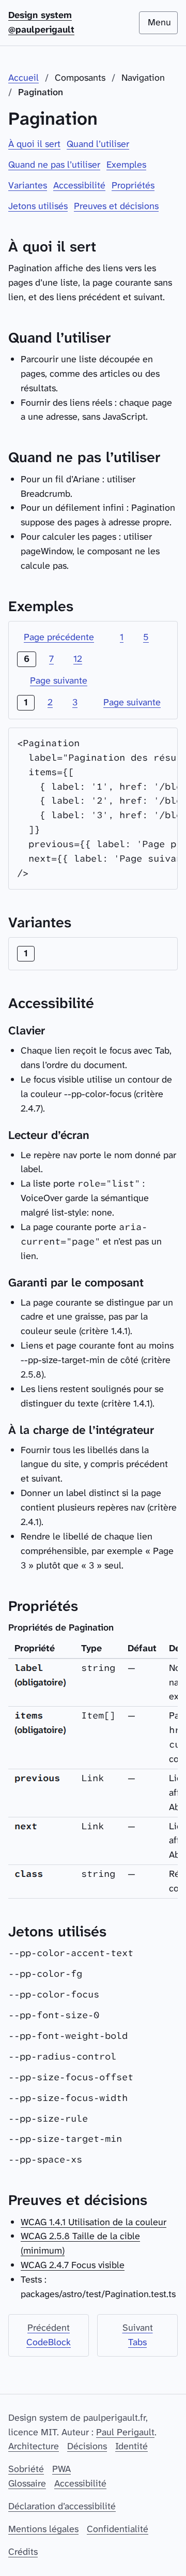 Design system
@paulperigault
Menu
Accueil / Composants / Navigation
/ Pagination
Pagination
À quoi il sert Quand l’utiliser
Quand ne pas l’utiliser Exemples
Variantes Accessibilité Propriétés
Jetons utilisés Preuves et décisions
À quoi il sert
Pagination affiche des liens vers les
pages d’une liste, la page courante sans
lien, et des liens précédent et suivant.
Quand l’utiliser
Parcourir une liste découpée en
pages, comme des articles ou des
résultats.
Fournir des liens réels : chaque page
a une adresse, sans JavaScript.
Quand ne pas l’utiliser
Pour un fil d’Ariane : utiliser
Breadcrumb.
Pour un défilement infini : Pagination
suppose des pages à adresse propre.
Pour calculer les pages : utiliser
pageWindow, le composant ne les
calcule pas.
Exemples
Page précédente 1 5
6 7 12
Page suivante
1 2 3 Page suivante
<Pagination
label="Pagination des résu
items={[
{ label: '1', href: '/blo
{ label: '2', href: '/blo
{ label: '3', href: '/blo
]}
previous={{ label: 'Page p
next={{ label: 'Page suiva
/>
Variantes
1
Accessibilité
Clavier
Chaque lien reçoit le focus avec Tab,
dans l’ordre du document.
Le focus visible utilise un contour de
la couleur --pp-color-focus (critère
2.4.7).
Lecteur d’écran
Le repère nav porte le nom donné par
label.
La liste porte role="list" :
VoiceOver garde la sémantique
malgré list-style: none.
La page courante porte aria-
current="page" et n’est pas un
lien.
Garanti par le composant
La page courante se distingue par un
cadre et une graisse, pas par la
couleur seule (critère 1.4.1).
Liens et page courante font au moins
--pp-size-target-min de côté (critère
2.5.8).
Les liens restent soulignés pour se
distinguer du texte (critère 1.4.1).
À la charge de l’intégrateur
Fournir tous les libellés dans la
langue du site, y compris précédent
et suivant.
Donner un label distinct si la page
contient plusieurs repères nav (critère
2.4.1).
Rendre le libellé de chaque lien
compréhensible, par exemple « Page
3 » plutôt que « 3 » seul.
Propriétés
Propriétés de Pagination
Propriété Type Défaut De
label string — No
(obligatoire) na
ex
items Item[] — Pa
(obligatoire) hr
cu
co
previous Link — Lie
aff
Ab
next Link — Lie
aff
Ab
class string — Ré
co
Jetons utilisés
--pp-color-accent-text
--pp-color-fg
--pp-color-focus
--pp-font-size-0
--pp-font-weight-bold
--pp-radius-control
--pp-size-focus-offset
--pp-size-focus-width
--pp-size-rule
--pp-size-target-min
--pp-space-xs
Preuves et décisions
WCAG 1.4.1 Utilisation de la couleur
WCAG 2.5.8 Taille de la cible
(minimum)
WCAG 2.4.7 Focus visible
Tests :
packages/astro/test/Pagination.test.ts
Précédent
CodeBlock
Suivant
Tabs
Design system de paulperigault.fr,
licence MIT. Auteur : Paul Perigault.
Architecture Décisions Identité
Sobriété PWA
Glossaire Accessibilité
Déclaration d’accessibilité
Mentions légales Confidentialité
Crédits